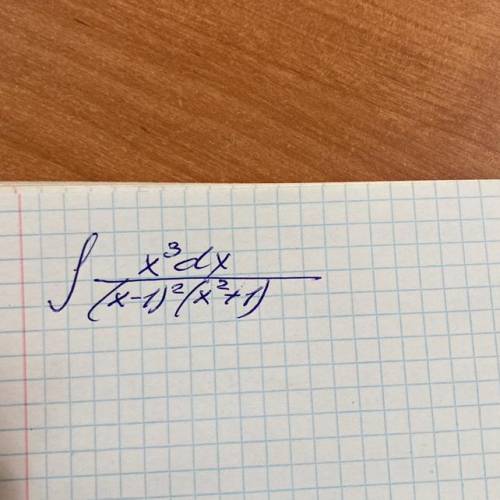 ∫ x³dx
(x-1)²(x²+1)